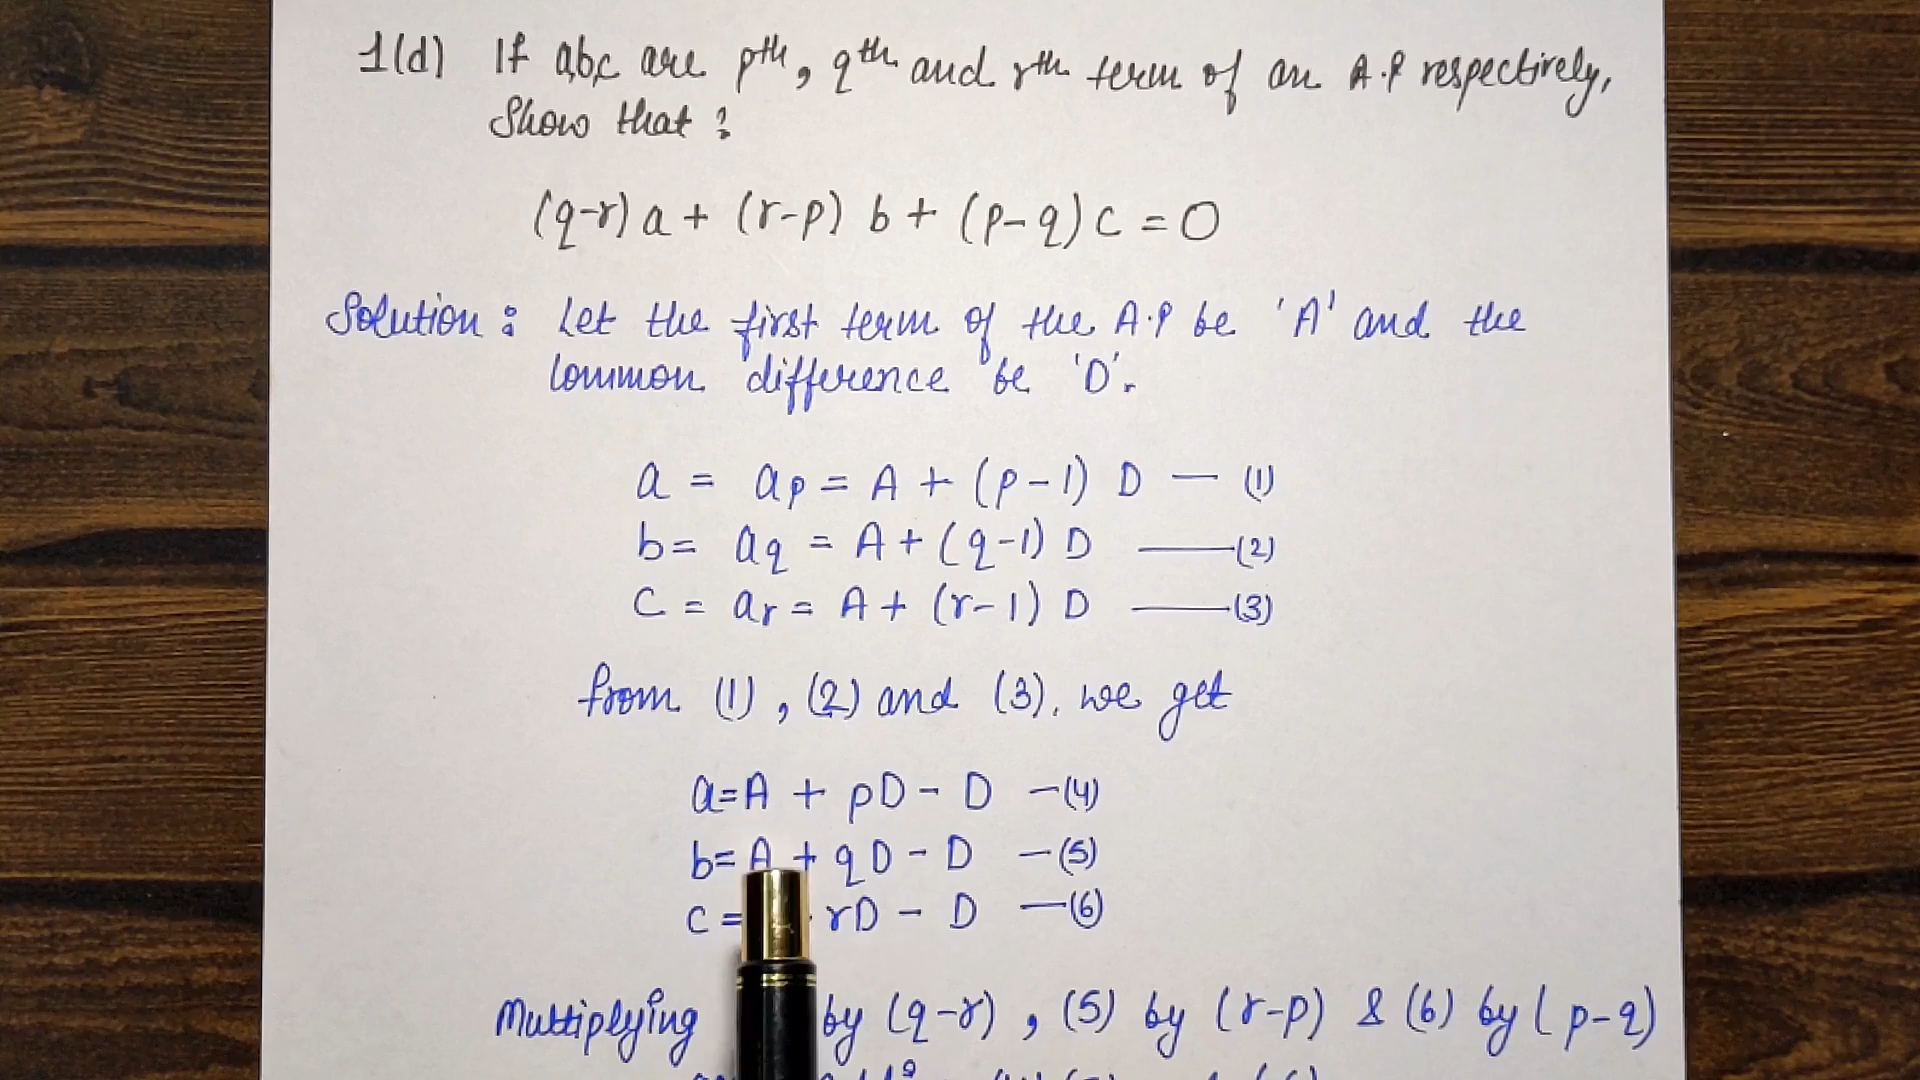 1(d) If a,b,c are pth, qth and rth term of an A.P respectively,
Show that :
(q-r) a + (r-p) b + (p-q) c = 0
Solution : Let the first term of the A.P be 'A' and the
Common difference be 'D'.
a = ap = A + (p-1) D — (1)
b = aq = A + (q-1) D — (2)
C = ar = A + (r-1) D — (3)
from (1), (2) and (3), we get
a = A + pD - D — (4)
b = A + qD - D — (5)
c = rD - D — (6)
Multiplying by (q-r), (5) by (r-p) & (6) by (p-q)